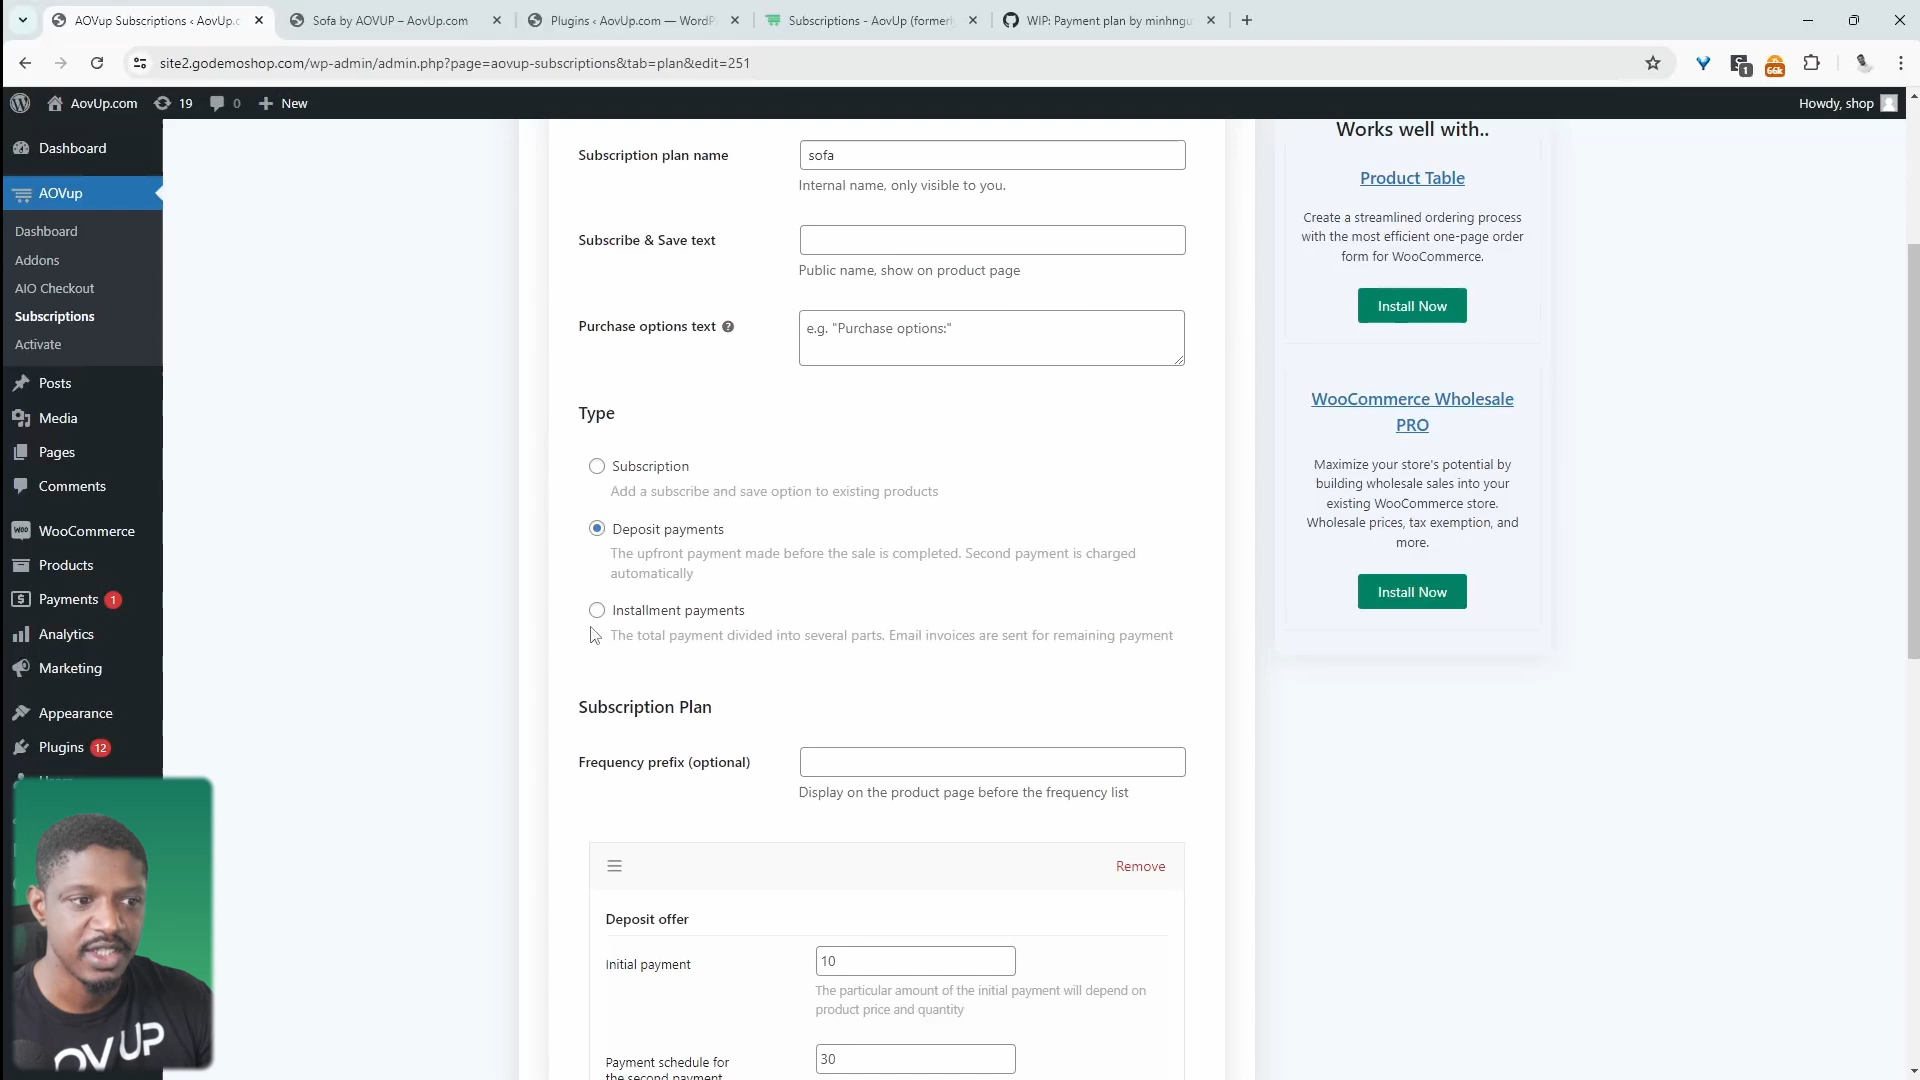 AOVup Subscriptions ‹ AovUp.c
Sofa by AOVUP – AovUp.com
Plugins ‹ AovUp.com — WordP
Subscriptions - AovUp (formerl
WIP: Payment plan by minhngu
site2.godemoshop.com/wp-admin/admin.php?page=aovup-subscriptions&tab=plan&edit=251
1
66k
AovUp.com
19
0
New
Howdy, shop
Dashboard
AOVup
Dashboard
Addons
AIO Checkout
Subscriptions
Activate
Posts
Media
Pages
Comments
WooCommerce
Products
Payments 1
Analytics
Marketing
Appearance
Plugins 12
Subscription plan name
sofa
Internal name, only visible to you.
Subscribe & Save text
Public name, show on product page
Purchase options text
e.g. "Purchase options:"
Type
Subscription
Add a subscribe and save option to existing products
Deposit payments
The upfront payment made before the sale is completed. Second payment is charged
automatically
Installment payments
The total payment divided into several parts. Email invoices are sent for remaining payment
Subscription Plan
Frequency prefix (optional)
Display on the product page before the frequency list
Remove
Deposit offer
Initial payment
10
The particular amount of the initial payment will depend on
product price and quantity
Payment schedule for
the second payment
30
Works well with..
Product Table
Create a streamlined ordering process
with the most efficient one-page order
form for WooCommerce.
Install Now
WooCommerce Wholesale
PRO
Maximize your store's potential by
building wholesale sales into your
existing WooCommerce store.
Wholesale prices, tax exemption, and
more.
Install Now
OVUP